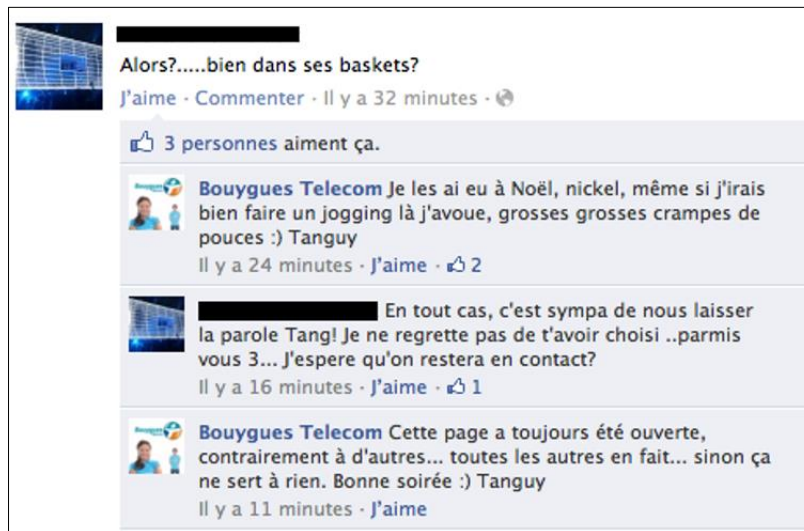 Alors?.....bien dans ses baskets?
J'aime · Commenter · Il y a 32 minutes ·
3 personnes aiment ça.
Bouygues Telecom Je les ai eu à Noël, nickel, même si j'irais
bien faire un jogging là j'avoue, grosses grosses crampes de
pouces :) Tanguy
Il y a 24 minutes · J'aime · 2
En tout cas, c'est sympa de nous laisser
la parole Tang! Je ne regrette pas de t'avoir choisi ..parmis
vous 3... J'espere qu'on restera en contact?
Il y a 16 minutes · J'aime · 1
Bouygues Telecom Cette page a toujours été ouverte,
contrairement à d'autres... toutes les autres en fait... sinon ça
ne sert à rien. Bonne soirée :) Tanguy
Il y a 11 minutes · J'aime